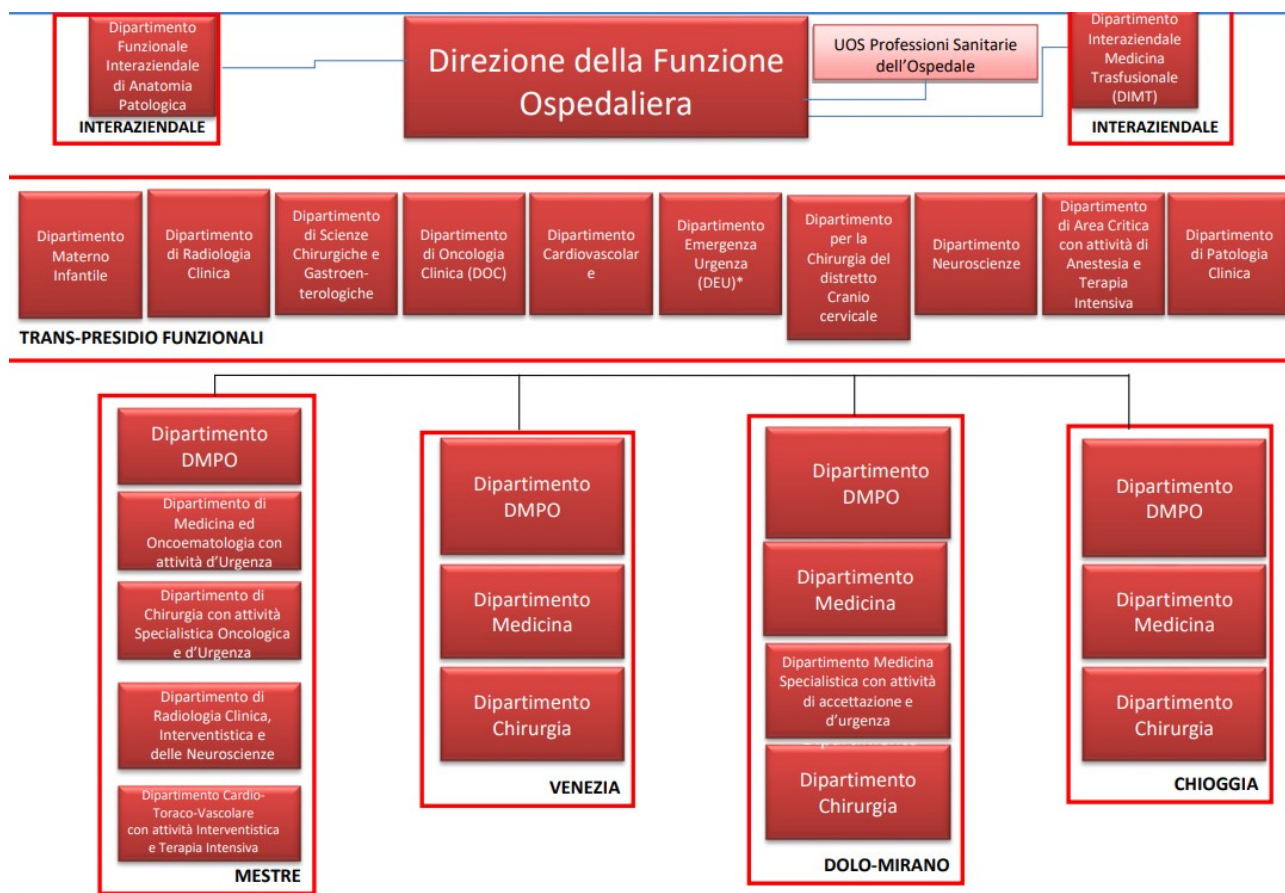 Dipartimento
Funzionale
Interaziendale
di Anatomia
Patologica
INTERAZIENDALE
Direzione della Funzione
Ospedaliera
UOS Professioni Sanitarie
dell’Ospedale
Dipartimento
Interaziendale
Medicina
Trasfusionale
(DIMT)
INTERAZIENDALE
Dipartimento
Materno
Infantile
Dipartimento
di Radiologia
Clinica
Dipartimento
di Scienze
Chirurgiche e
Gastroen-
terologiche
Dipartimento
di Oncologia
Clinica (DOC)
Dipartimento
Cardiovascolar
e
Dipartimento
Emergenza
Urgenza
(DEU)*
Dipartimento
per la
Chirurgia del
distretto
Cranio
cervicale
Dipartimento
Neuroscienze
Dipartimento
di Area Critica
con attività di
Anestesia e
Terapia
Intensiva
Dipartimento
di Patologia
Clinica
TRANS-PRESIDIO FUNZIONALI
Dipartimento
DMPO
Dipartimento di
Medicina ed
Oncoematologia con
attività d’Urgenza
Dipartimento di
Chirurgia con attività
Specialistica Oncologica
e d’Urgenza
Dipartimento di
Radiologia Clinica,
Interventistica e
delle Neuroscienze
Dipartimento Cardio-
Toraco-Vascolare
con attività Interventistica
e Terapia Intensiva
MESTRE
Dipartimento
DMPO
Dipartimento
Medicina
Dipartimento
Chirurgia
VENEZIA
Dipartimento
DMPO
Dipartimento
Medicina
Dipartimento Medicina
Specialistica con attività
di accettazione e
d’urgenza
Dipartimento
Chirurgia
DOLO-MIRANO
Dipartimento
DMPO
Dipartimento
Medicina
Dipartimento
Chirurgia
CHIOGGIA